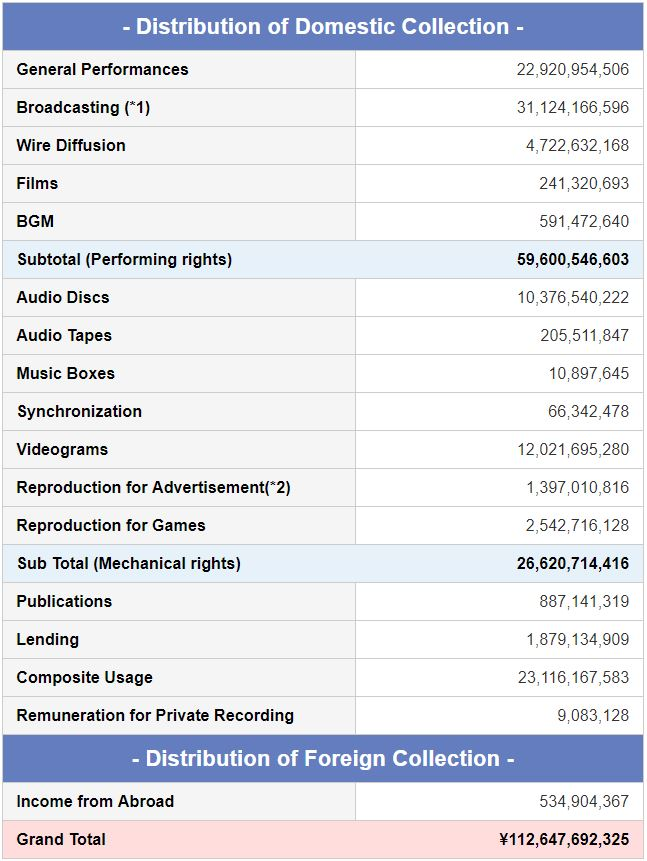 - Distribution of Domestic Collection -
General Performances 22,920,954,506
Broadcasting (*1) 31,124,166,596
Wire Diffusion 4,722,632,168
Films 241,320,693
BGM 591,472,640
Subtotal (Performing rights) 59,600,546,603
Audio Discs 10,376,540,222
Audio Tapes 205,511,847
Music Boxes 10,897,645
Synchronization 66,342,478
Videograms 12,021,695,280
Reproduction for Advertisement(*2) 1,397,010,816
Reproduction for Games 2,542,716,128
Sub Total (Mechanical rights) 26,620,714,416
Publications 887,141,319
Lending 1,879,134,909
Composite Usage 23,116,167,583
Remuneration for Private Recording 9,083,128
- Distribution of Foreign Collection -
Income from Abroad 534,904,367
Grand Total ¥112,647,692,325